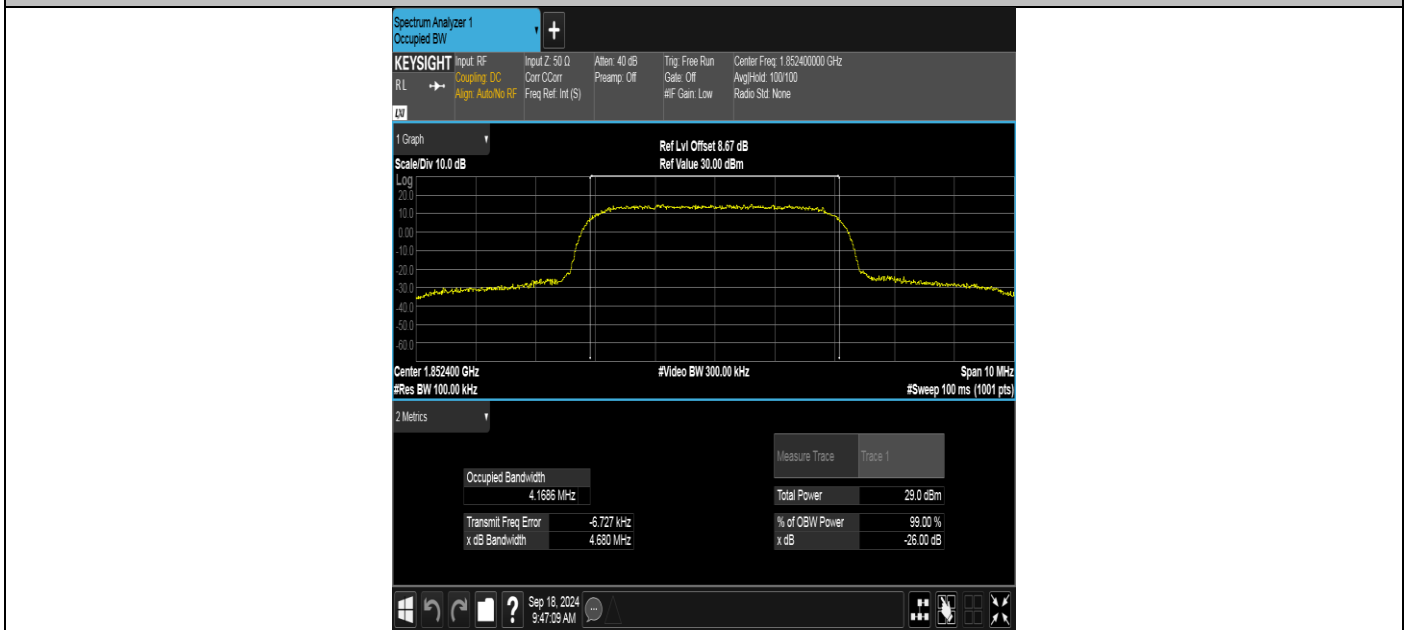 Spectrum Analyzer 1
Occupied BW
+
KEYSIGHT
RL
LXI
Input: RF
Coupling: DC
Align: Auto/No RF
Input Z: 50 Ω
Corr CCorr
Freq Ref: Int (S)
Atten: 40 dB
Preamp: Off
Trig: Free Run
Gate: Off
#IF Gain: Low
Center Freq: 1.852400000 GHz
Avg|Hold: 100/100
Radio Std: None
1 Graph
Scale/Div 10.0 dB
Ref Lvl Offset 8.67 dB
Ref Value 30.00 dBm
Log
20.0
10.0
0.00
-10.0
-20.0
-30.0
-40.0
-50.0
-60.0
Center 1.852400 GHz
#Video BW 300.00 kHz
Span 10 MHz
#Res BW 100.00 kHz
#Sweep 100 ms (1001 pts)
2 Metrics
Measure Trace Trace 1
Occupied Bandwidth
4.1686 MHz
Total Power 29.0 dBm
Transmit Freq Error -6.727 kHz
% of OBW Power 99.00 %
x dB Bandwidth 4.680 MHz
x dB -26.00 dB
?
Sep 18, 2024
9:47:09 AM